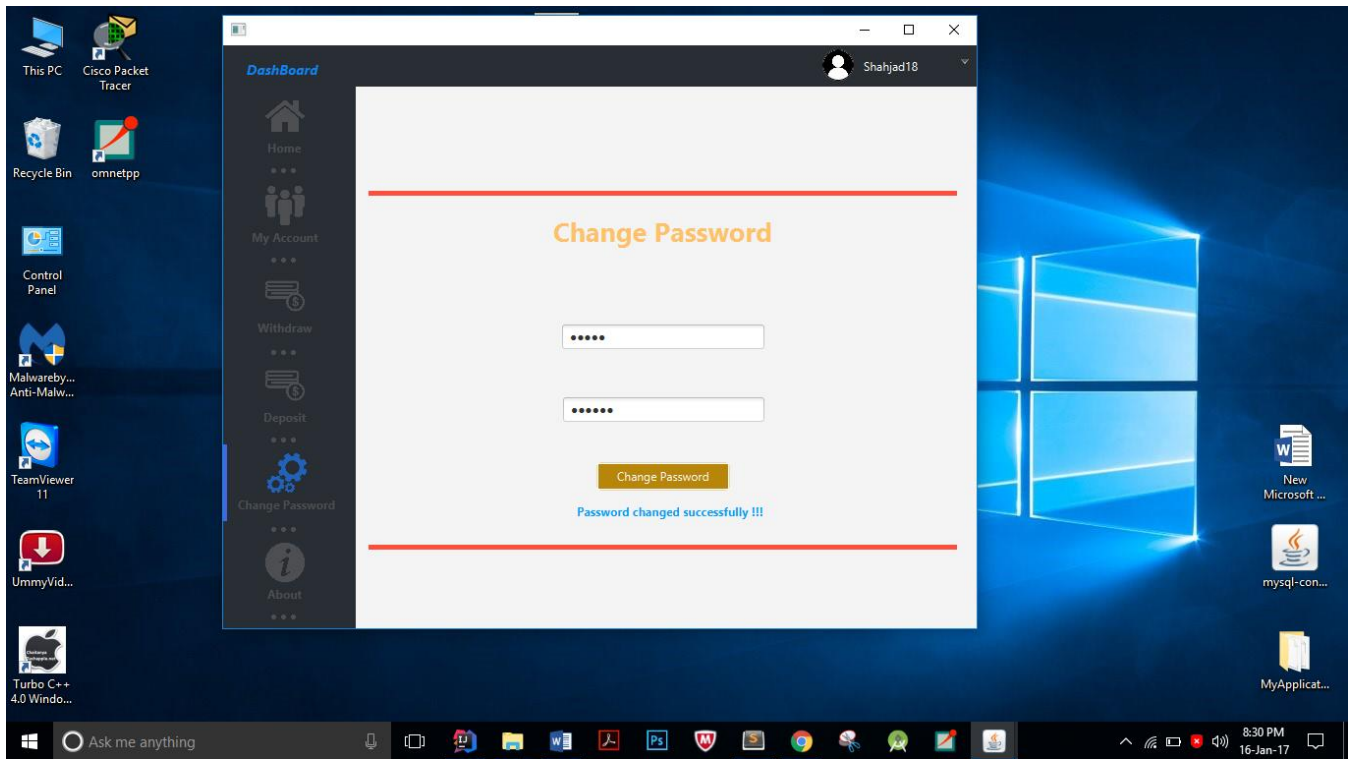 This PC
Cisco Packet
Tracer
Recycle Bin
omnetpp
Control
Panel
Malwareby...
Anti-Malw...
TeamViewer
11
UmmyVid...
Turbo C++
4.0 Windo...
DashBoard
Shahjad18
Home
My Account
Withdraw
Deposit
Change Password
About
Change Password
Change Password
Password changed successfully !!!
New
Microsoft ...
mysql-con...
MyApplicat...
Ask me anything
8:30 PM
16-Jan-17